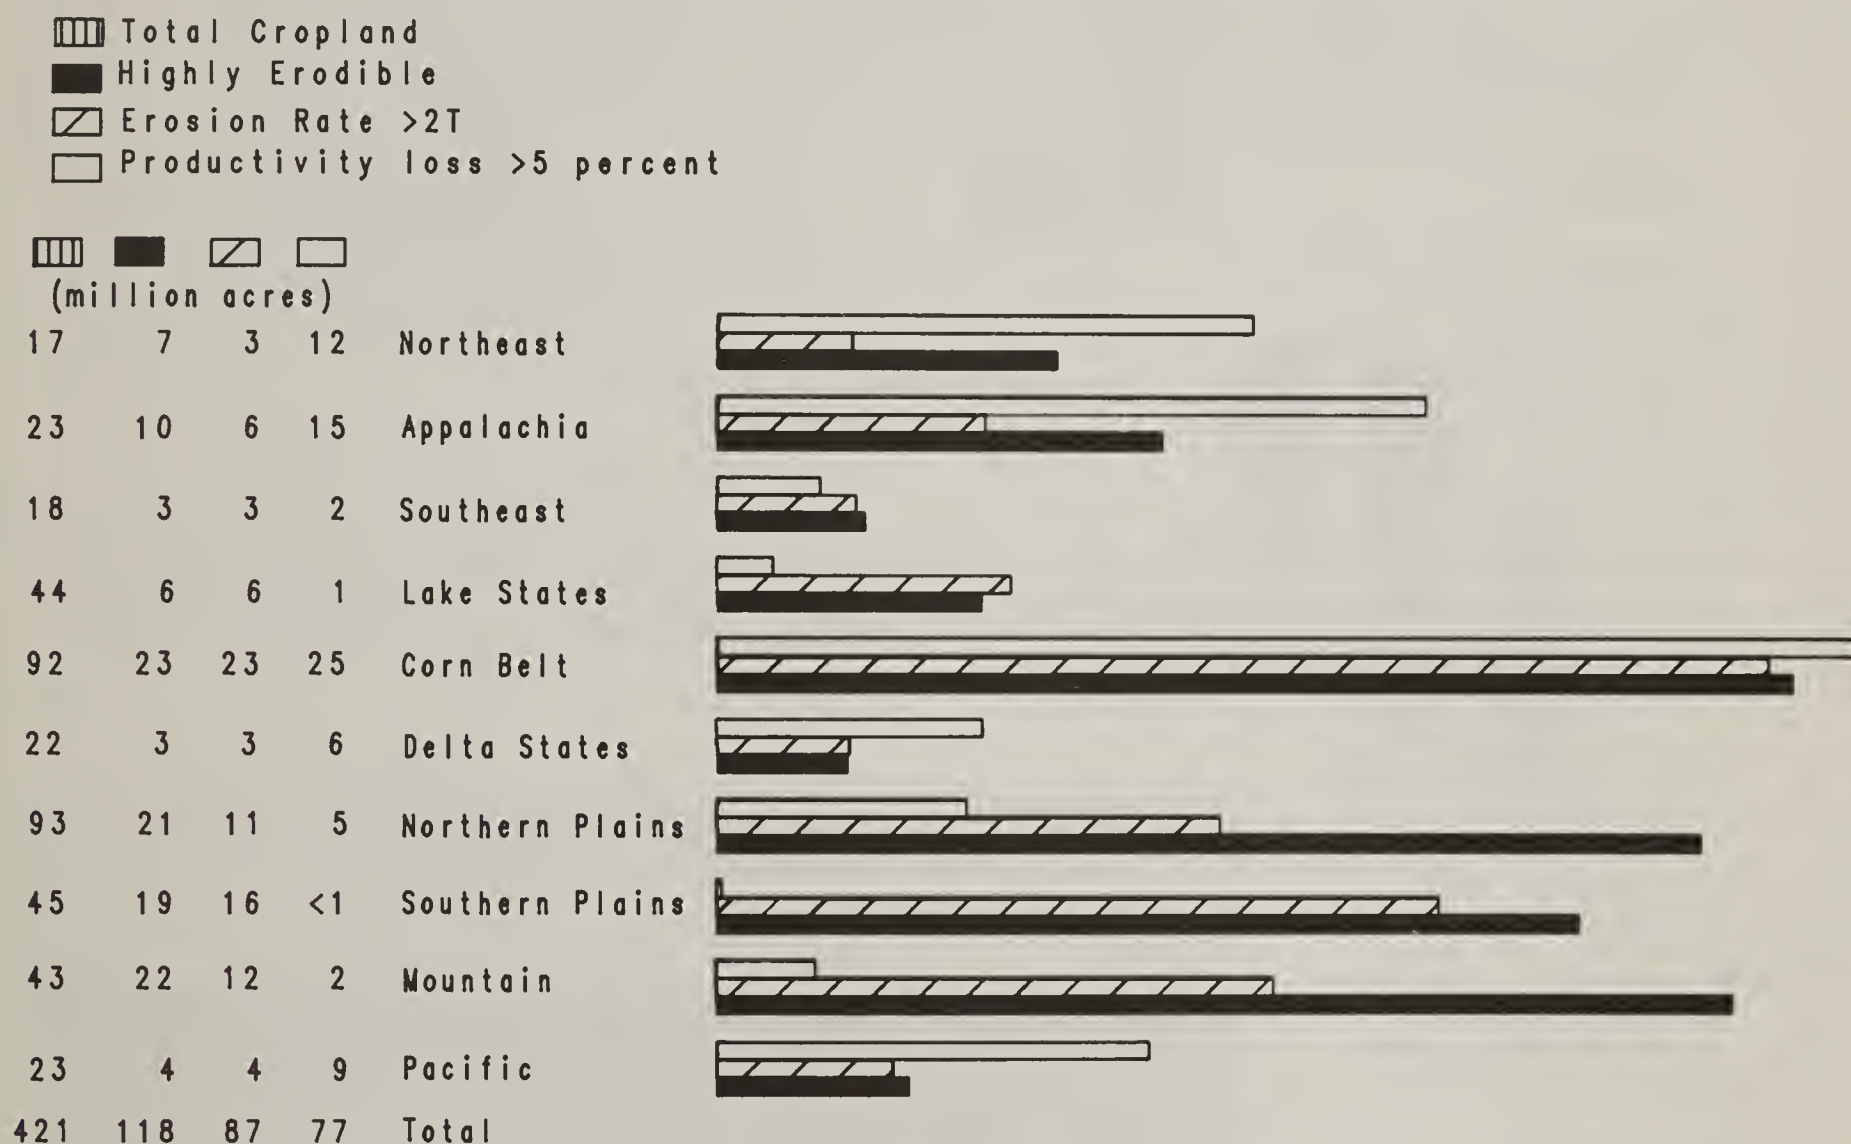 Total Cropland
Highly Erodible
Erosion Rate >2T
Productivity loss >5 percent
(million acres)
17 7 3 12 Northeast
23 10 6 15 Appalachia
18 3 3 2 Southeast
44 6 6 1 Lake States
92 23 23 25 Corn Belt
22 3 3 6 Delta States
93 21 11 5 Northern Plains
45 19 16 <1 Southern Plains
43 22 12 2 Mountain
23 4 4 9 Pacific
421 118 87 77 Total